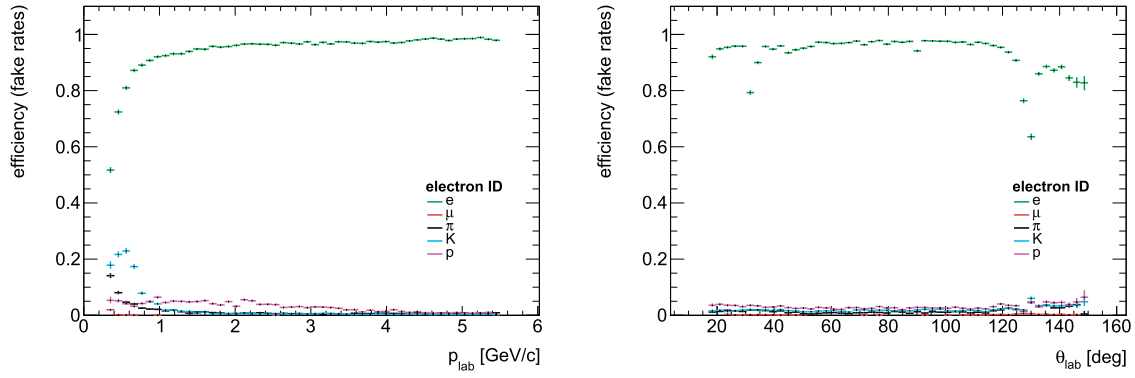 efficiency (fake rates)
1
0.8
0.6
0.4
0.2
0
electron ID
e
μ
π
K
p
0 1 2 3 4 5 6
p_lab [GeV/c]
efficiency (fake rates)
1
0.8
0.6
0.4
0.2
0
electron ID
e
μ
π
K
p
20 40 60 80 100 120 140 160
θ_lab [deg]